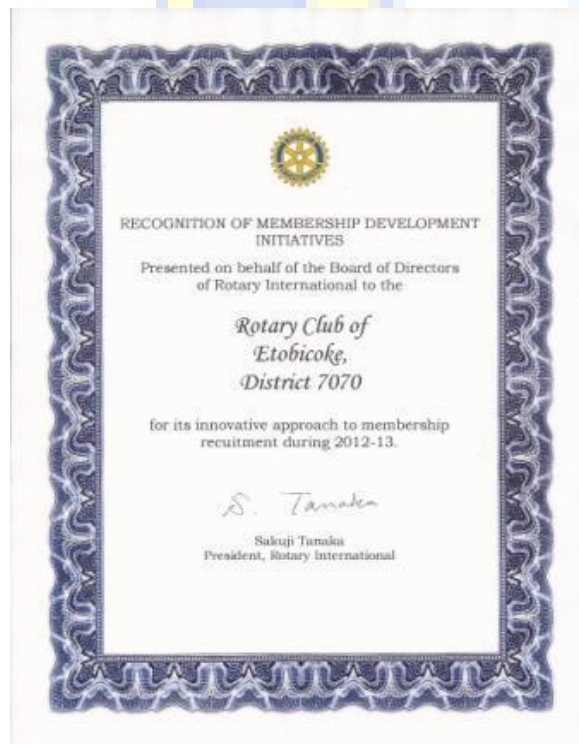 RECOGNITION OF MEMBERSHIP DEVELOPMENT
INITIATIVES
Presented on behalf of the Board of Directors
of Rotary International to the
Rotary Club of
Etobicoke,
District 7070
for its innovative approach to membership
recuitment during 2012-13.
S. Tanaka
Sakuji Tanaka
President, Rotary International